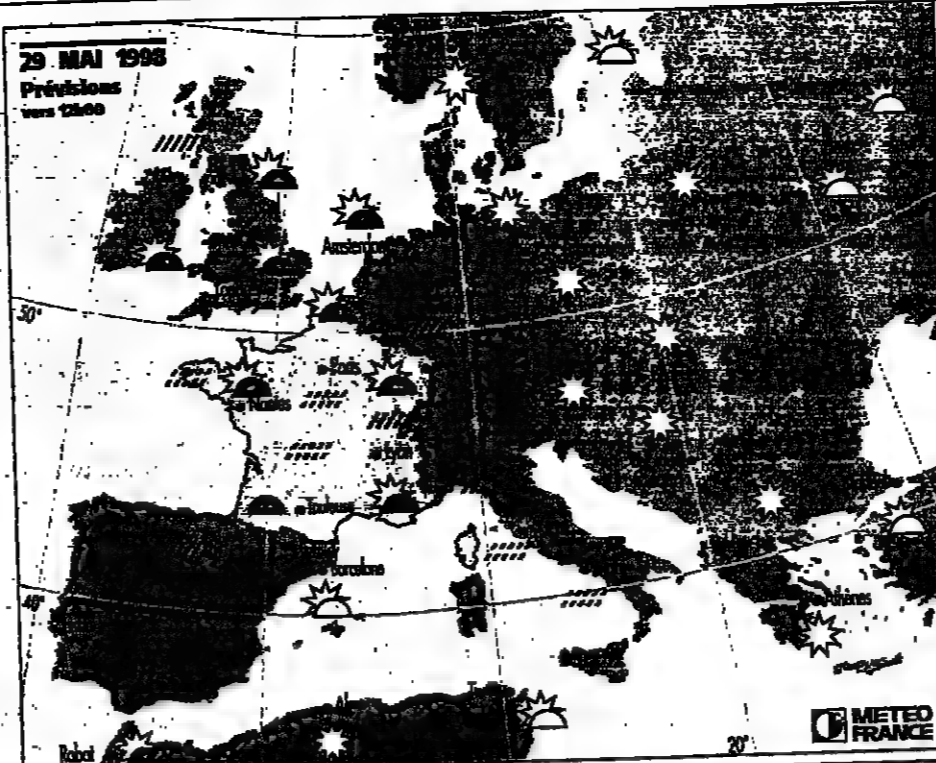 29 MAI 1998
Prévisions
vers 12h00
Amsterdam
50°
Paris
Nantes
Lyon
Toulouse
Barcelone
40°
Athènes
Rabat
20°
METEO
FRANCE